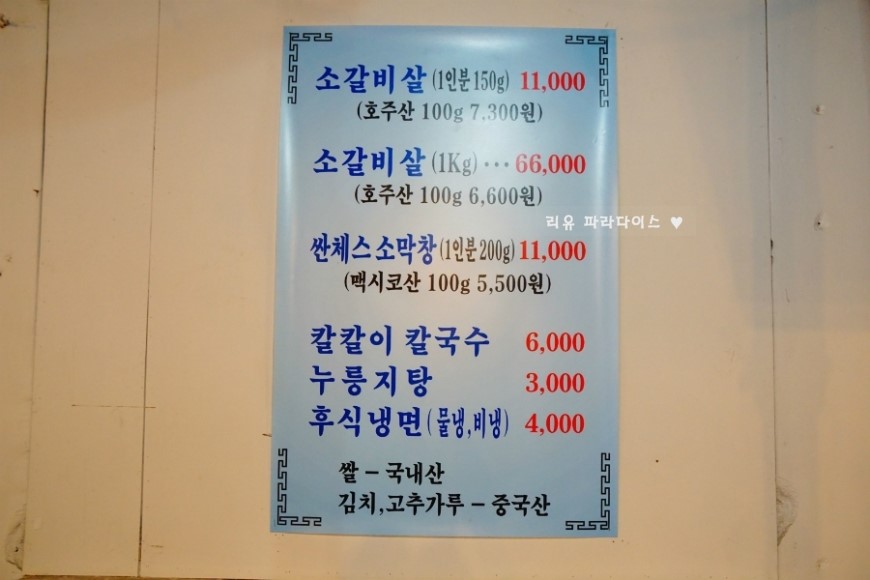 소갈비살 (1인분 150g) 11,000
(호주산 100g 7.300원)
소갈비살 (1Kg) ··· 66,000
(호주산 100g 6,600원)
리유 파라다이스 ♥
싼체스소막창 (1인분 200g) 11,000
(맥시코산 100g 5,500원)
칼칼이 칼국수 6,000
누룽지탕 3,000
후식냉면 (물냉,비냉) 4,000
쌀 – 국내산
김치,고추가루 – 중국산